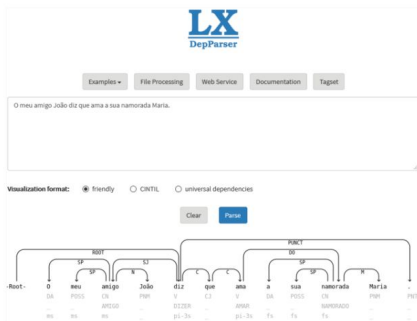 LX
DepParser
Examples File Processing Web Service Documentation Tagset
O meu amigo João diz que ama a sua namorada Maria.
Visualization format: friendly CINTIL universal dependencies
Clear Parse
PUNCT
ROOT DO
SP SJ SP
SP N C C SP M
-Root- O meu amigo João diz que ama a sua namorada Maria .
DA POSS CN PNM V CJ V DA POSS CN PNM PNT
AMIGO DIZER AMAR NAMORADO
ms ms ms pi-3s pi-3s fs fs fs